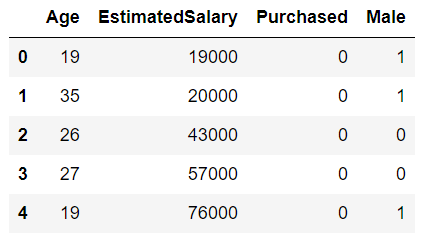 Age EstimatedSalary Purchased Male
0 19 19000 0 1
1 35 20000 0 1
2 26 43000 0 0
3 27 57000 0 0
4 19 76000 0 1